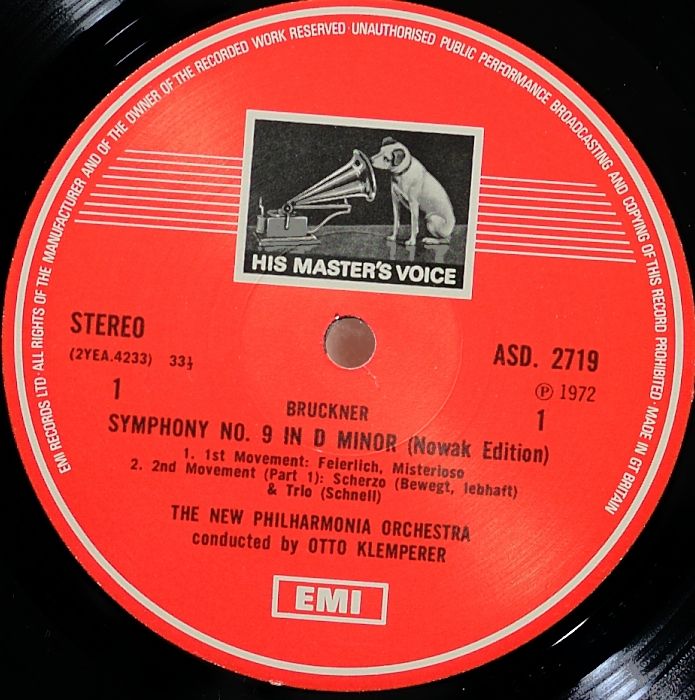 EMI RECORDS LTD · ALL RIGHTS OF THE MANUFACTURER AND OF THE OWNER OF THE RECORDED WORK RESERVED · UNAUTHORISED PUBLIC PERFORMANCE BROADCASTING AND COPYING OF THIS RECORD PROHIBITED · MADE IN GT BRITAIN
HIS MASTER'S VOICE
STEREO
(2YEA.4233) 33⅓
1
ASD. 2719
Ⓟ 1972
1
BRUCKNER
SYMPHONY NO. 9 IN D MINOR (Nowak Edition)
1. 1st Movement: Feierlich, Misterioso
2. 2nd Movement (Part 1): Scherzo (Bewegt, lebhaft)
& Trio (Schnell)
THE NEW PHILHARMONIA ORCHESTRA
conducted by OTTO KLEMPERER
EMI